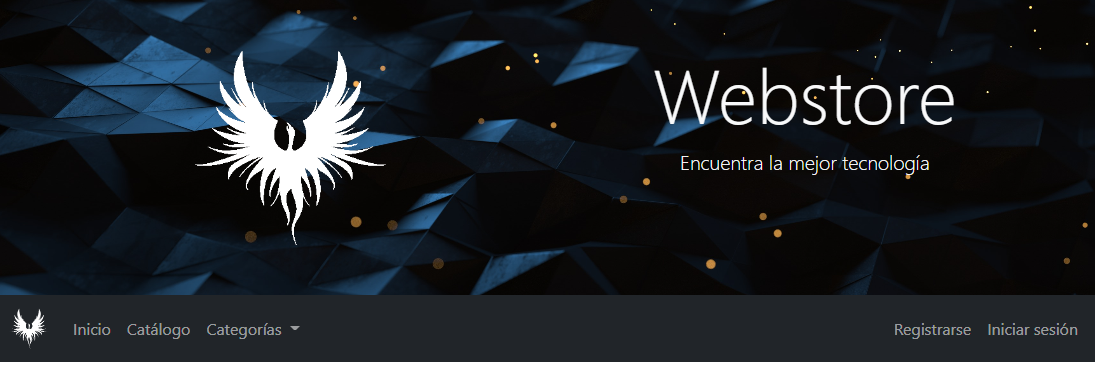 Webstore
Encuentra la mejor tecnología
Inicio Catálogo Categorías Registrarse Iniciar sesión